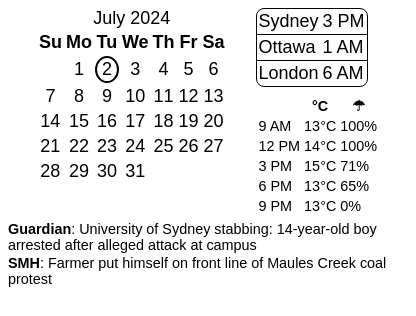 July 2024
Su Mo Tu We Th Fr Sa
1 2 3 4 5 6
7 8 9 10 11 12 13
14 15 16 17 18 19 20
21 22 23 24 25 26 27
28 29 30 31
Sydney 3 PM
Ottawa 1 AM
London 6 AM
°C ☂
9 AM 13°C 100%
12 PM 14°C 100%
3 PM 15°C 71%
6 PM 13°C 65%
9 PM 13°C 0%
Guardian: University of Sydney stabbing: 14-year-old boy
arrested after alleged attack at campus
SMH: Farmer put himself on front line of Maules Creek coal
protest